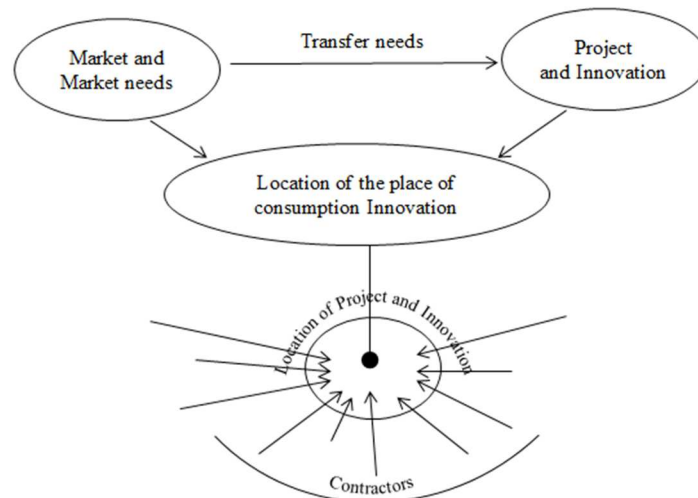 Market and
Market needs
Transfer needs
Project
and Innovation
Location of the place of
consumption Innovation
Location of Project and Innovation
Contractors